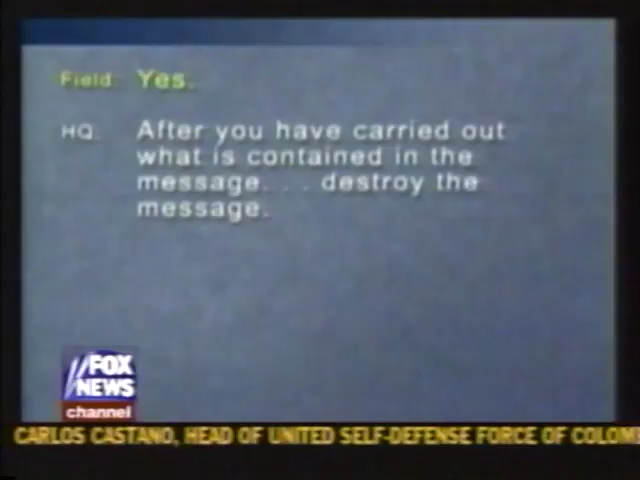 Field: Yes.
HQ. After you have carried out
what is contained in the
message. . . destroy the
message.
FOX
NEWS
channel
CARLOS CASTANO, HEAD OF UNITED SELF-DEFENSE FORCE OF COLOM